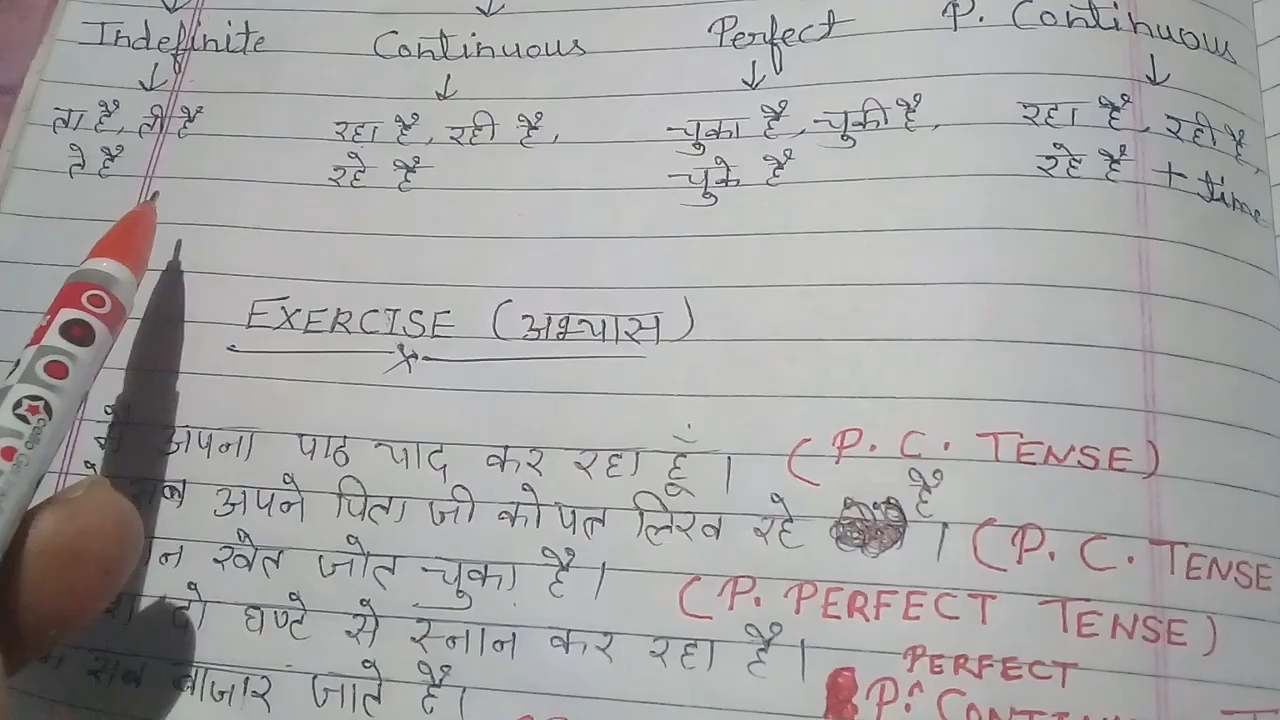 Indefinite Continuous Perfect P. Continuous
ता है, ती है रहा है, रही है, चुका है, चुकी है, रहा है, रही है,
ते हैं रहे हैं चुके हैं रहे हैं + time
EXERCISE (अभ्यास)
अपना पाठ याद कर रहा हूँ। (P. C. TENSE)
अपने पिता जी को पत्र लिख रहे हैं। (P. C. TENSE
खेत जोत चुका है। (P. PERFECT TENSE)
दो घण्टे से स्नान कर रहा है।
PERFECT
सब बाजार जाते हैं। P.